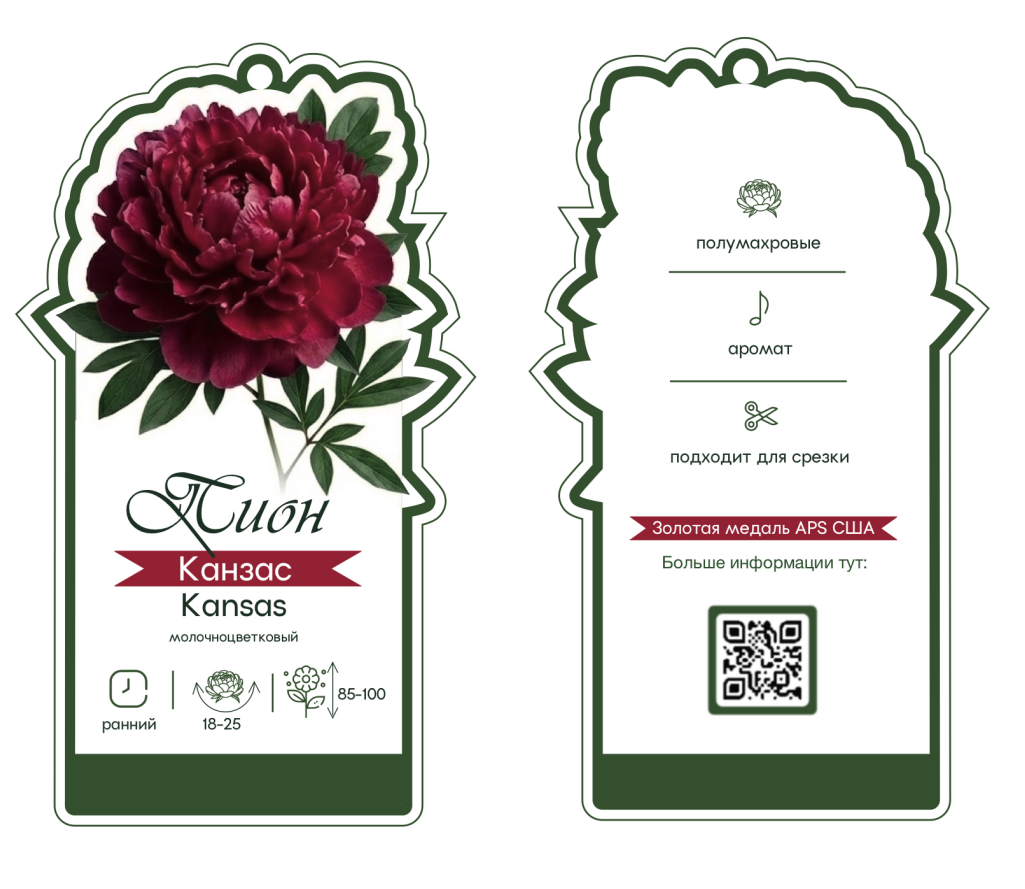 Пион
Канзас
Kansas
молочноцветковый
ранний
18-25
85-100
полумахровые
аромат
подходит для срезки
Золотая медаль APS США
Больше информации тут: